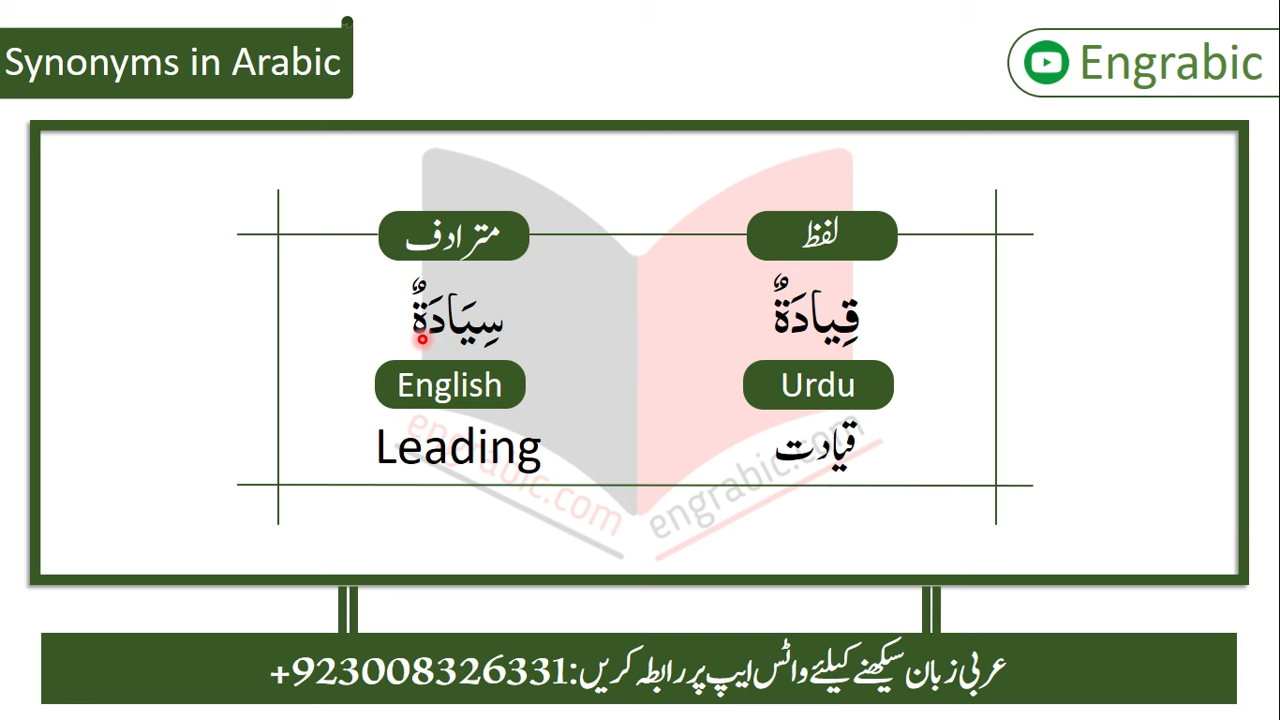 Synonyms in Arabic
Engrabic
لفظ
مترادف
قِيادَةٌ
سِيَادَةٌ
Urdu
English
قیادت
Leading
engrabic.com
engrabic.com
عربی زبان سیکھنے کیلئے واٹس ایپ پر رابطہ کریں:923008326331+